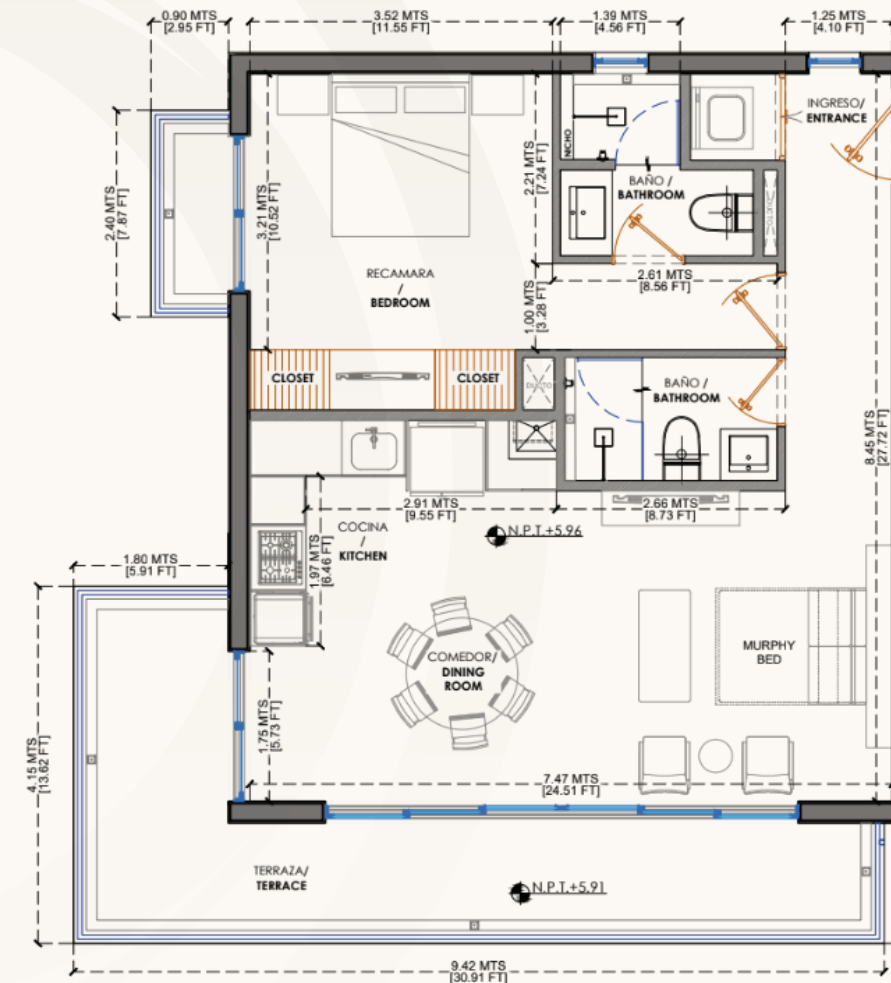 0.90 MTS
[2.95 FT]
3.52 MTS
[11.55 FT]
1.39 MTS
[4.56 FT]
1.25 MTS
[4.10 FT]
2.40 MTS
[7.87 FT]
3.21 MTS
[10.52 FT]
2.21 MTS
[7.24 FT]
NICHO
INGRESO/
ENTRANCE
BAÑO /
BATHROOM
DUCTO
RECAMARA
/
BEDROOM
1.00 MTS
[3.28 FT]
2.61 MTS
[8.56 FT]
CLOSET
CLOSET
DUCTO
BAÑO /
BATHROOM
8.45 MTS
[27.72 FT]
2.91 MTS
[9.55 FT]
2.66 MTS
[8.73 FT]
COCINA
/
KITCHEN
N.P.T.+5.96
1.97 MTS
[6.46 FT]
1.80 MTS
[5.91 FT]
COMEDOR/
DINING
ROOM
MURPHY
BED
4.15 MTS
[13.62 FT]
1.75 MTS
[5.73 FT]
7.47 MTS
[24.51 FT]
TERRAZA/
TERRACE
N.P.T.+5.91
9.42 MTS
[30.91 FT]